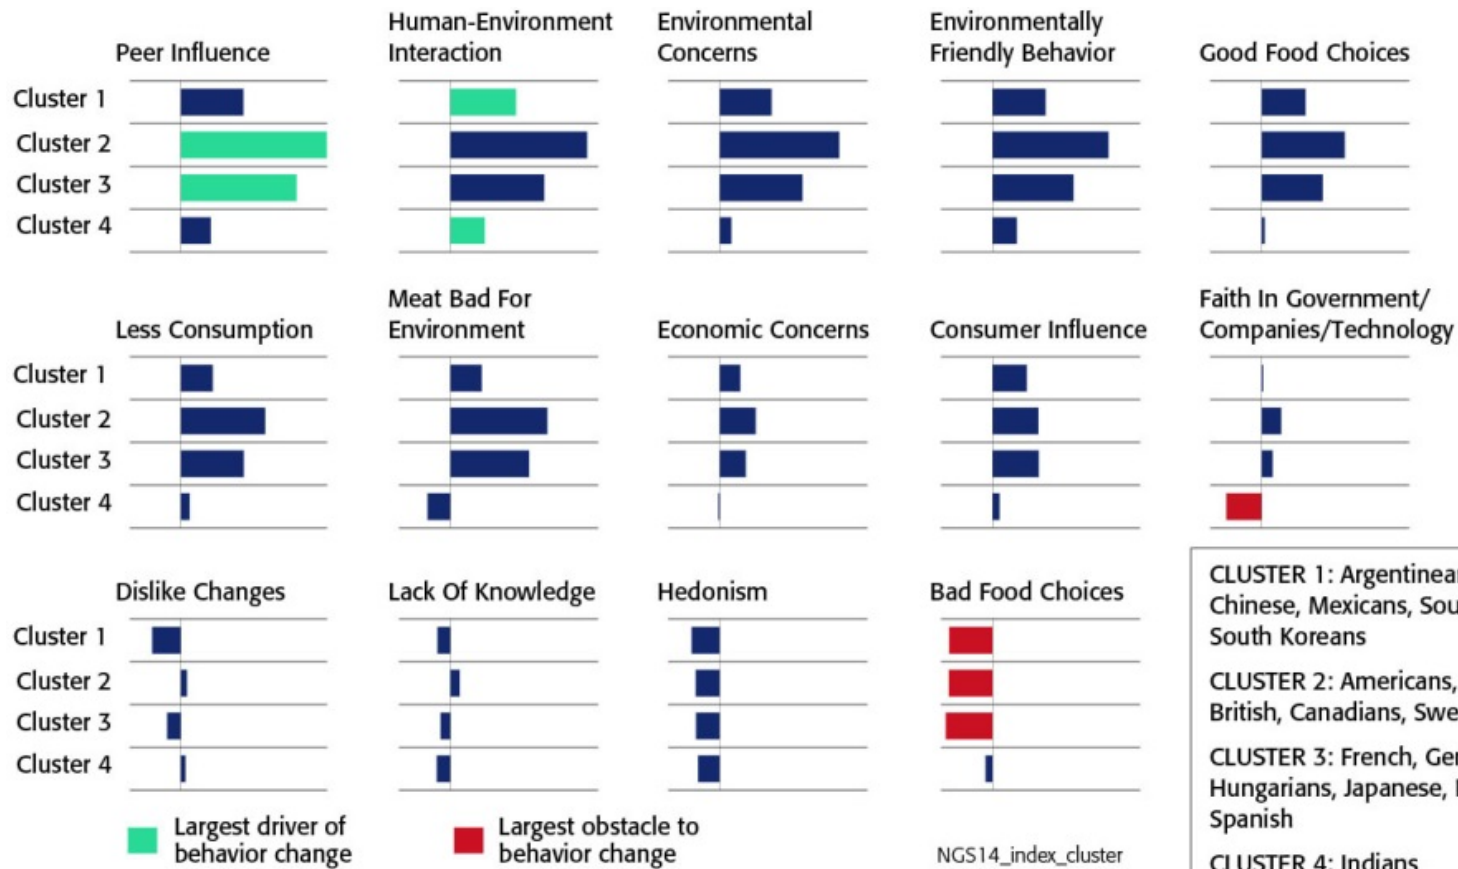 Peer Influence
Human-Environment
Interaction
Environmental
Concerns
Environmentally
Friendly Behavior
Good Food Choices
Cluster 1
Cluster 2
Cluster 3
Cluster 4
Less Consumption
Meat Bad For
Environment
Economic Concerns
Consumer Influence
Faith In Government/
Companies/Technology
Cluster 1
Cluster 2
Cluster 3
Cluster 4
Dislike Changes
Lack Of Knowledge
Hedonism
Bad Food Choices
Cluster 1
Cluster 2
Cluster 3
Cluster 4
Largest driver of
behavior change
Largest obstacle to
behavior change
NGS14_index_cluster
CLUSTER 1:
Chinese, Mexicans,
South Koreans
CLUSTER 2: Americans,
British, Canadians,
CLUSTER 3: French,
Hungarians, Japanese,
Spanish
CLUSTER 4: Indians